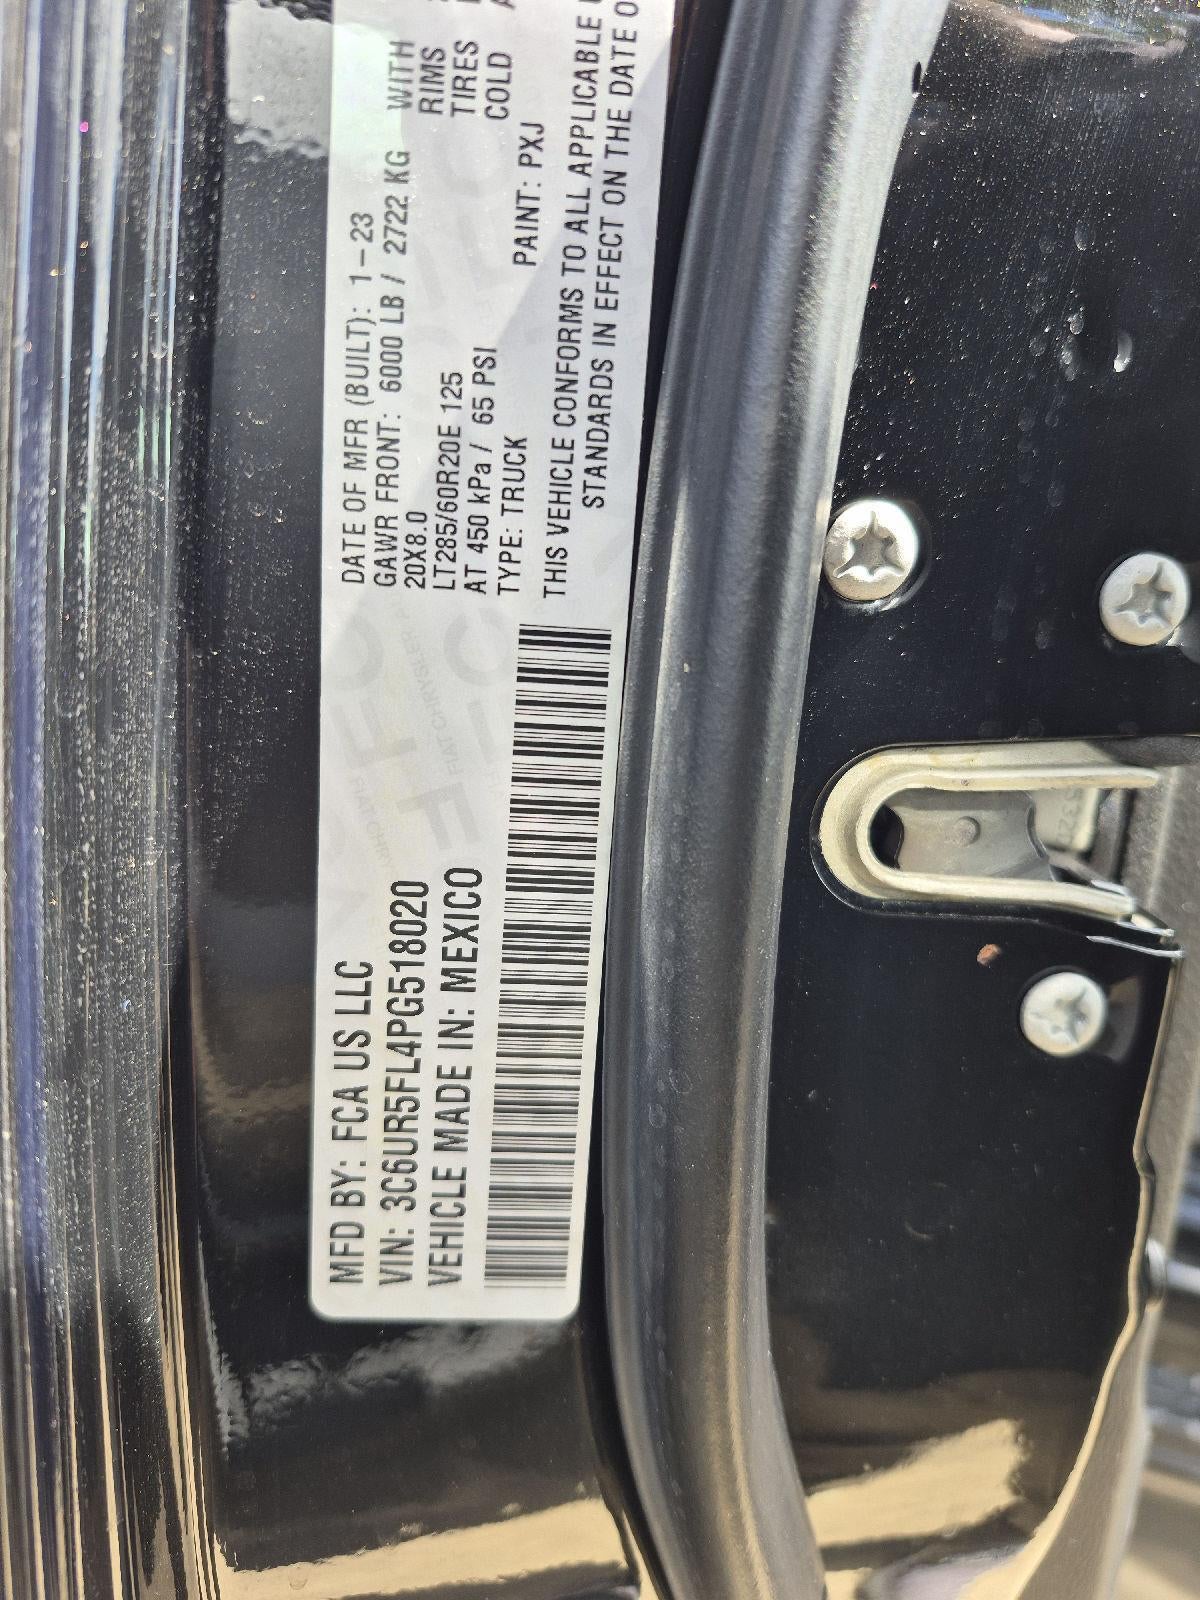 MFD BY: FCA US LLC
VIN: 3C6UR5FL4PG518020
VEHICLE MADE IN: MEXICO
DATE OF MFR (BUILT): 1-23
GAWR FRONT: 6000 LB / 2722 KG WITH
20X8.0 RIMS
LT285/60R20E 125 TIRES
AT 450 kPa / 65 PSI COLD
TYPE: TRUCK PAINT: PXJ
THIS VEHICLE CONFORMS TO ALL APPLICABLE
STANDARDS IN EFFECT ON THE DATE O